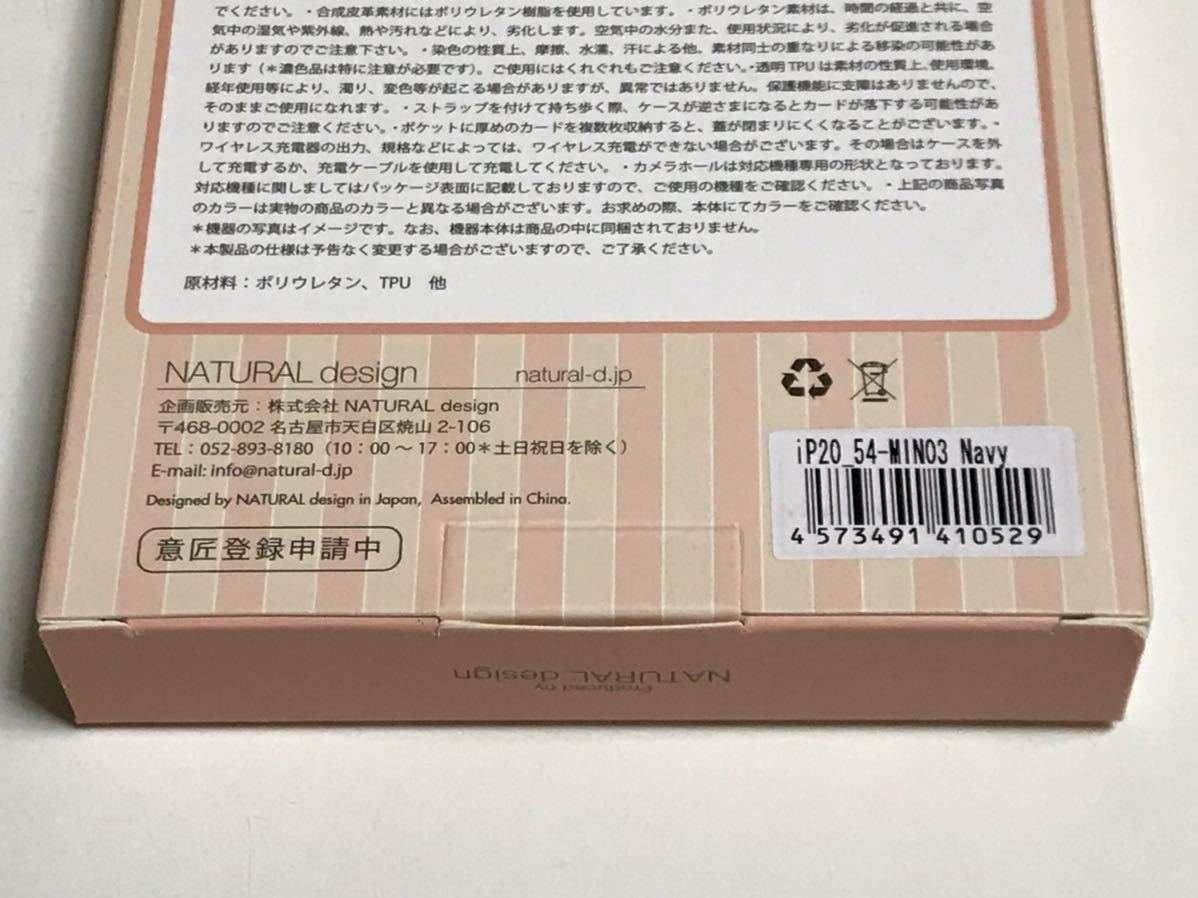 でください。・合成皮革素材にはポリウレタン樹脂を使用しています。・ポリウレタン素材は、時間の経過と共に、空
気中の湿気や紫外線、熱や汚れなどにより、劣化します。空気中の水分また、使用状況により、劣化が促進される場合
がありますのでご注意下さい。・染色の性質上、摩擦、水濡、汗による他、素材同士の重なりによる移染の可能性があ
ります（＊濃色品は特に注意が必要です）。ご使用にはくれぐれもご注意ください。・透明TPUは素材の性質上、使用環境、
経年使用等により、濁り、変色等が起こる場合がありますが、異常ではありません。保護機能に支障はありませんので、
そのままご使用になれます。・ストラップを付けて持ち歩く際、ケースが逆さまになるとカードが落下する可能性があ
りますのでご注意ください。・ポケットに厚めのカードを複数枚収納すると、蓋が閉まりにくくなることがございます。・
ワイヤレス充電器の出力、規格などによっては、ワイヤレス充電ができない場合がございます。その場合はケースを外
して充電するか、充電ケーブルを使用して充電してください。・カメラホールは対応機種専用の形状となっております。
対応機種に関しましてはパッケージ表面に記載しておりますので、ご使用の機種をご確認ください。・上記の商品写真
のカラーは実物の商品のカラーと異なる場合がございます。お求めの際、本体にてカラーをご確認ください。
＊機器の写真はイメージです。なお、機器本体は商品の中に同梱されておりません。
＊本製品の仕様は予告なく変更する場合がございますので、ご了承ください。
原材料：ポリウレタン、TPU 他
NATURAL design natural-d.jp
企画販売元：株式会社 NATURAL design
〒468-0002 名古屋市天白区焼山 2-106
TEL：052-893-8180（10：00～17：00＊土日祝日を除く）
E-mail: info@natural-d.jp
Designed by NATURAL design in Japan, Assembled in China.
意匠登録申請中
iP20_54-MIN03 Navy
4 573491 410529
Produced by
NATURAL design